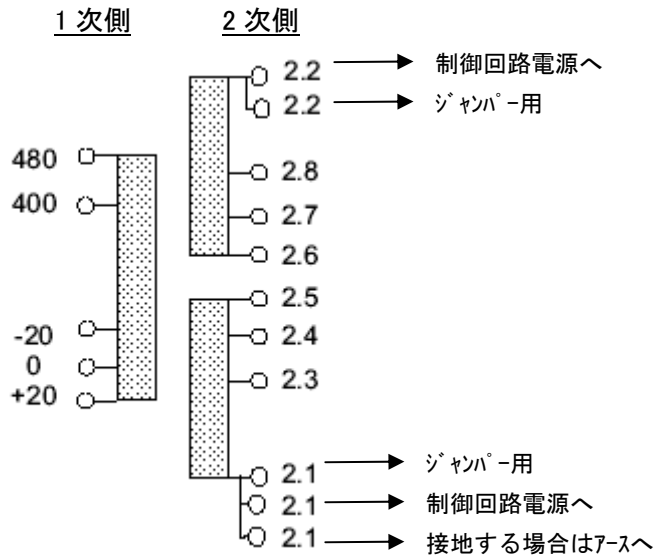 1次側 2次側
2.2 制御回路電源へ
2.2 ｼﾞｬﾝﾊﾟｰ用
480
2.8
400
2.7
2.6
2.5
-20
2.4
0
2.3
+20
2.1 ｼﾞｬﾝﾊﾟｰ用
2.1 制御回路電源へ
2.1 接地する場合はｱｰｽへ